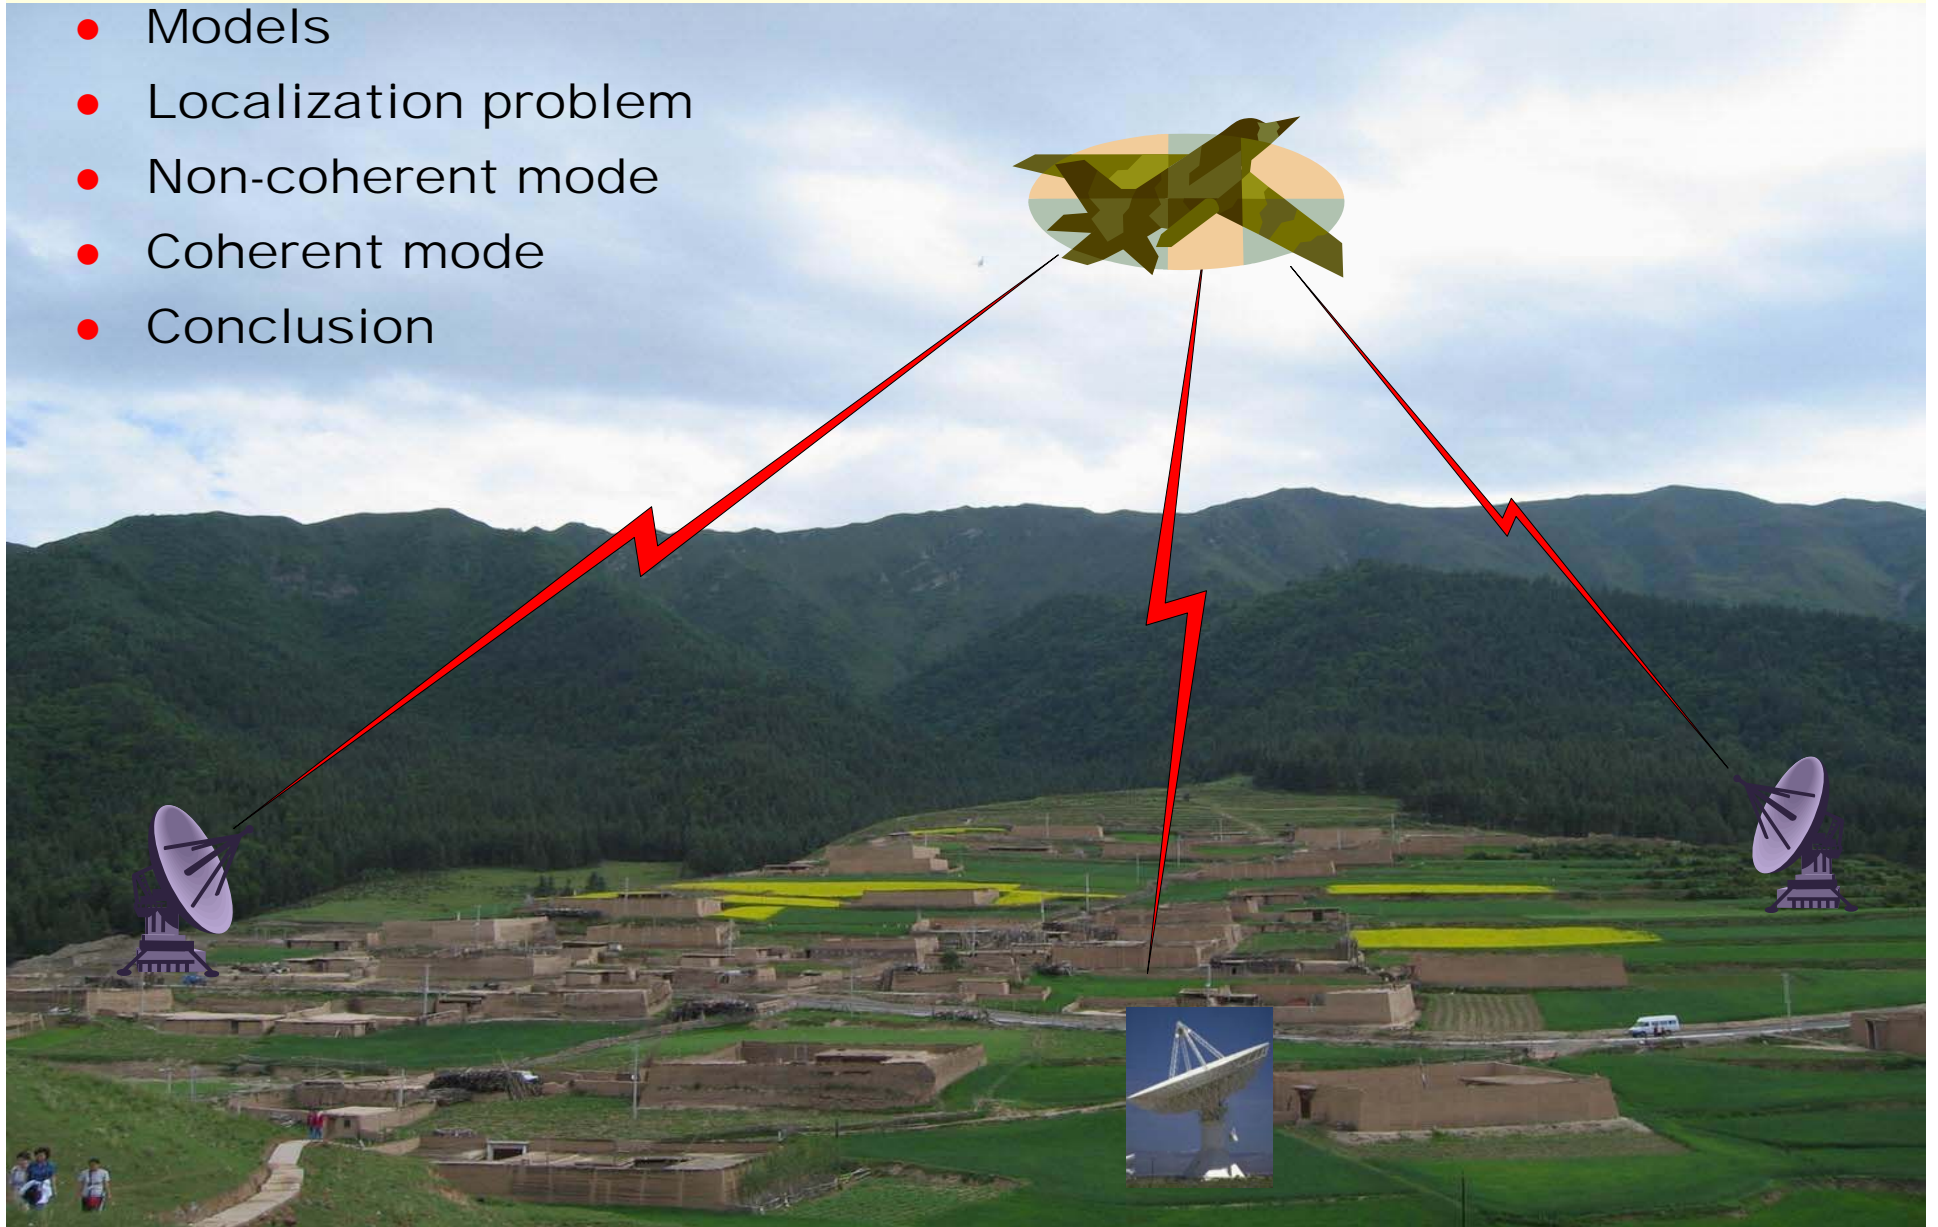 Models
Localization problem
Non-coherent mode
Coherent mode
Conclusion